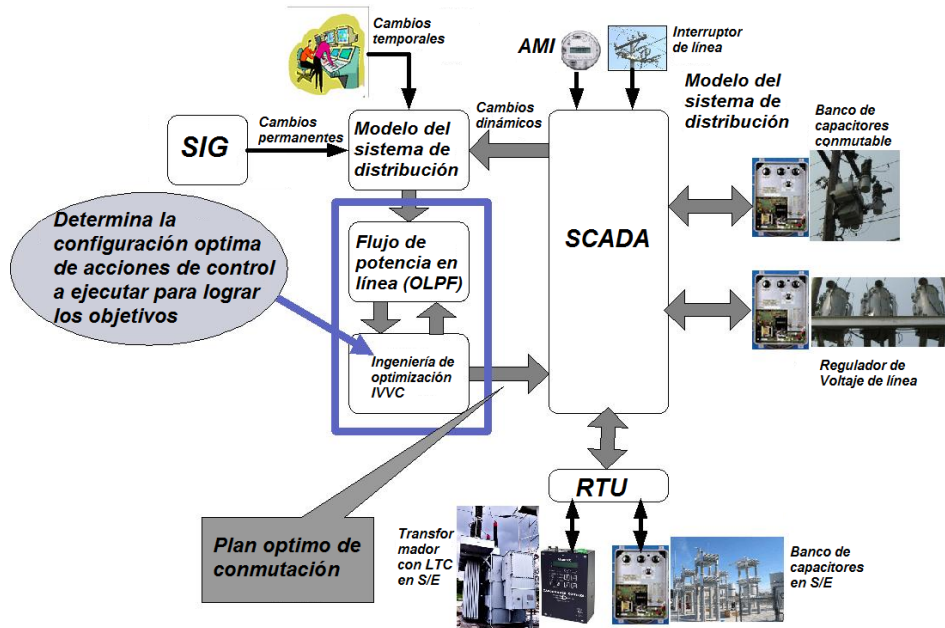 Cambios
temporales
AMI
Interruptor
de línea
SIG
Cambios
permanentes
Modelo del
sistema de
distribución
Cambios
dinámicos
Modelo del
sistema de
distribución
Banco de
capacitores
conmutable
Determina la
configuración optima
de acciones de control
a ejecutar para lograr
los objetivos
Flujo de
potencia en
línea (OLPF)
SCADA
Ingeniería de
optimización
IVVC
Regulador de
Voltaje de línea
RTU
Plan optimo de
conmutación
Transfor
mador
con LTC
en S/E
Banco de
capacitores
en S/E